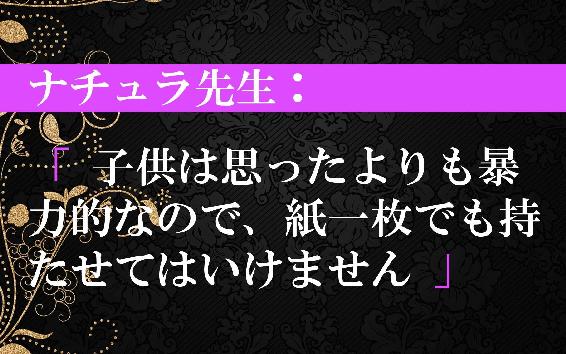 ナチュラ先生：
「 子供は思ったよりも暴
力的なので、紙一枚でも持
たせてはいけません 」